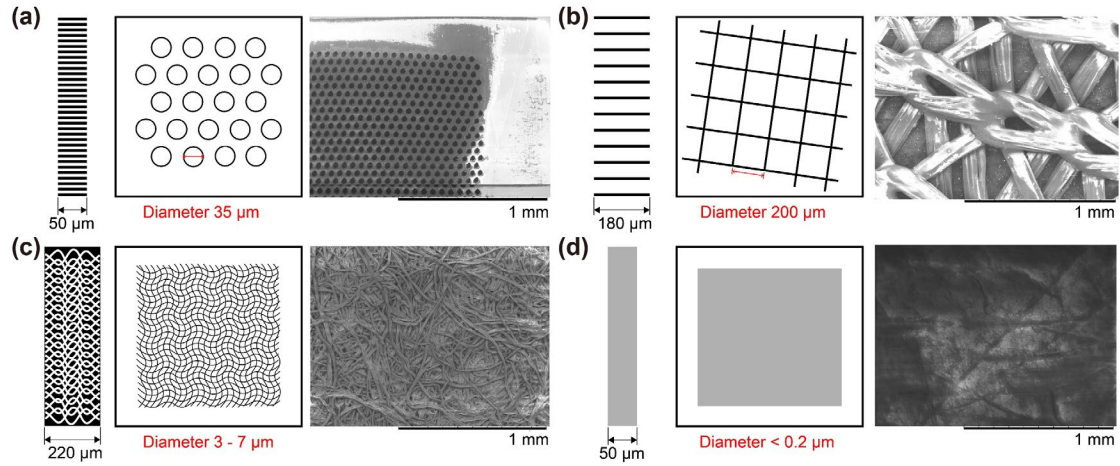 (a)
50 µm
Diameter 35 µm
1 mm
(b)
180 µm
Diameter 200 µm
1 mm
(c)
220 µm
Diameter 3 - 7 µm
1 mm
(d)
50 µm
Diameter < 0.2 µm
1 mm